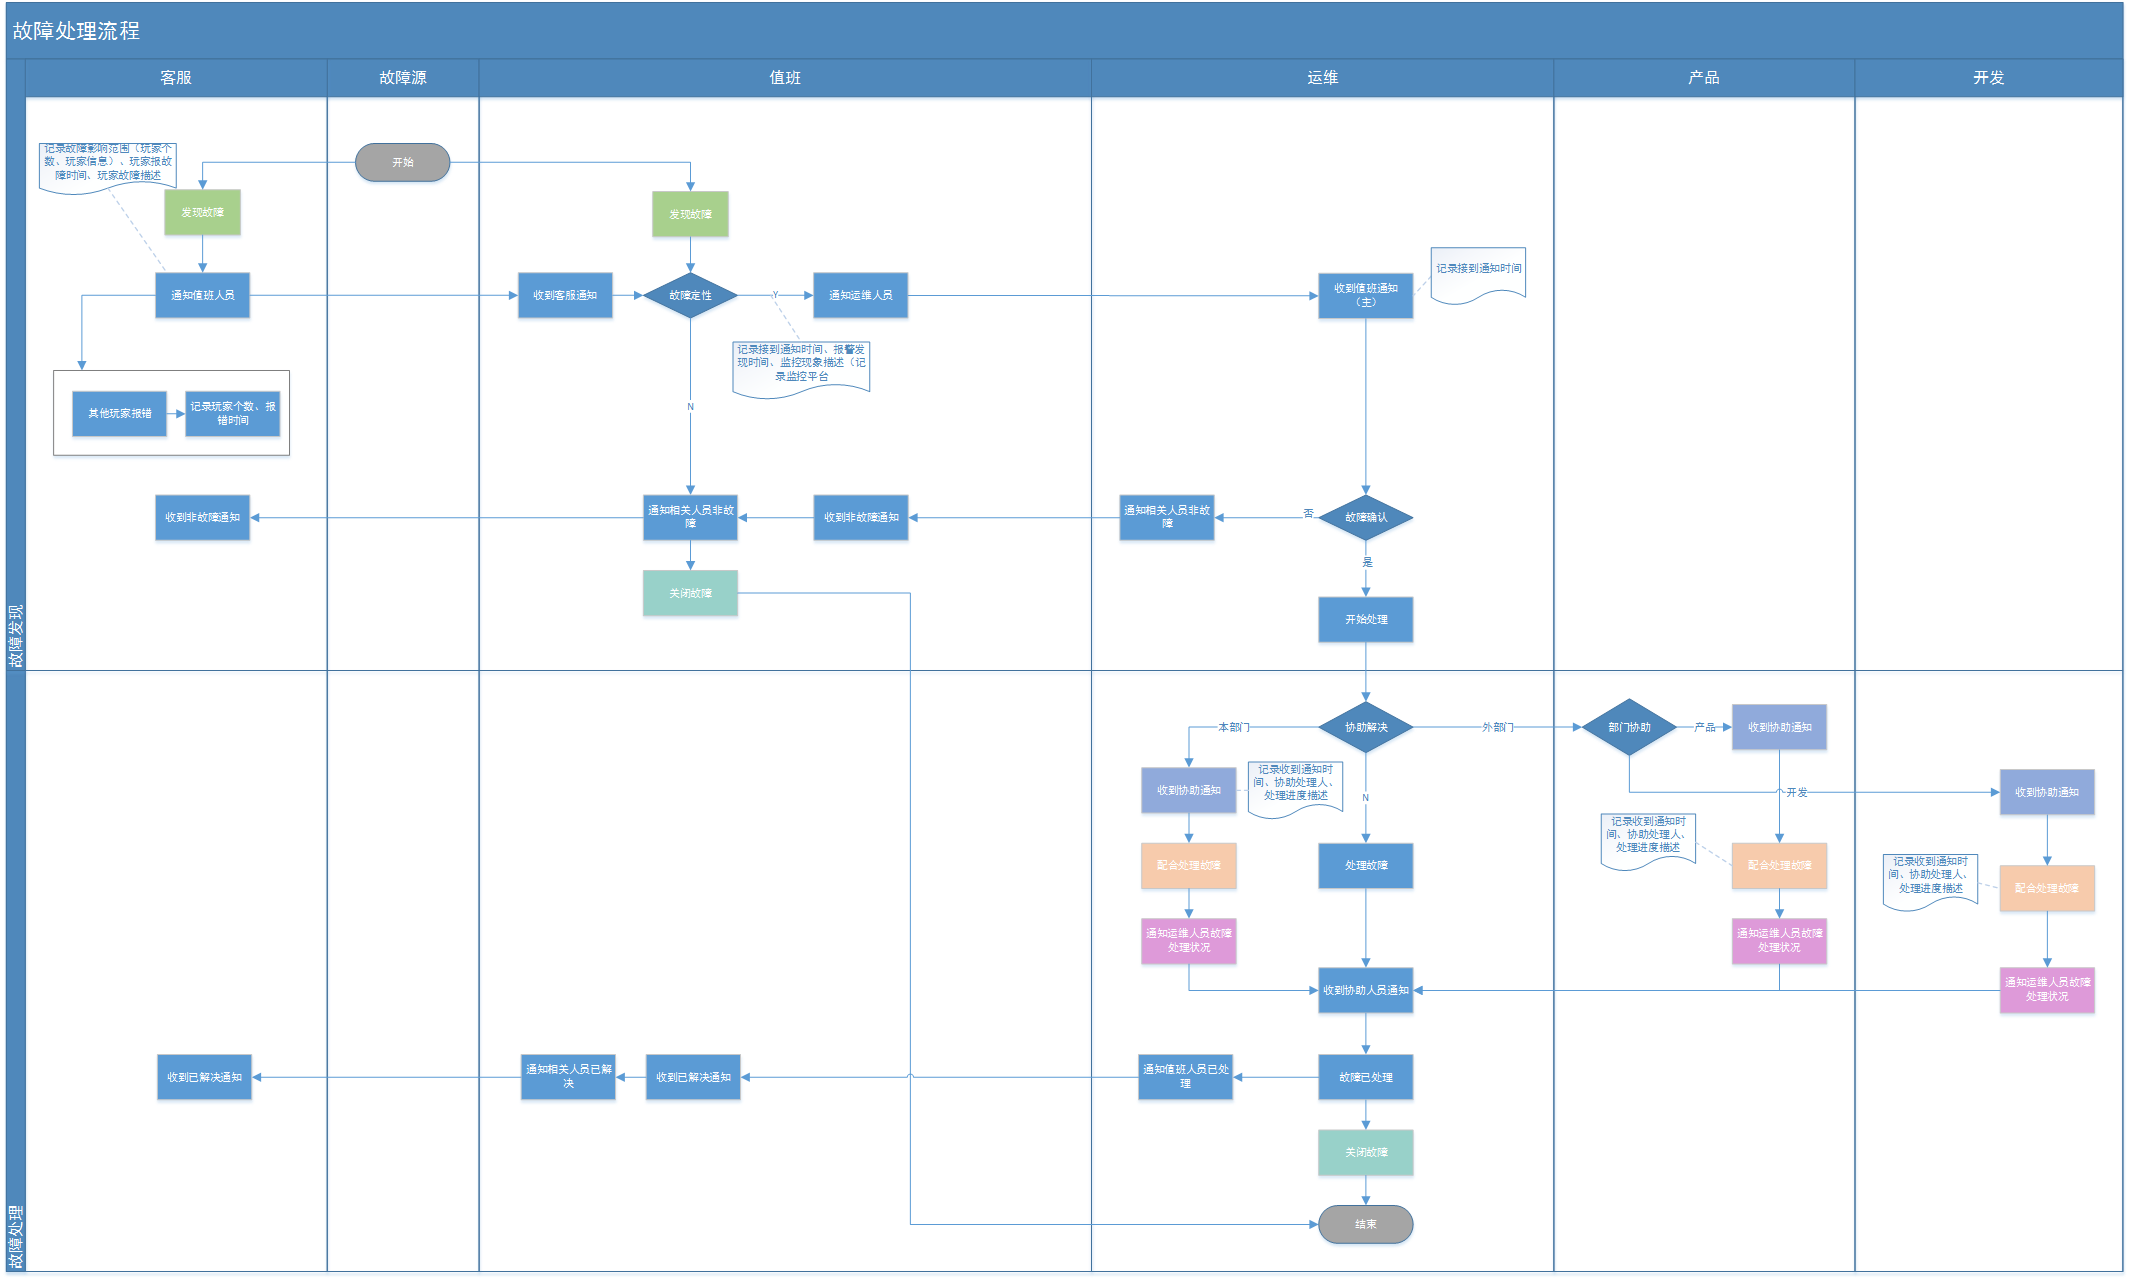 故障处理流程
客服
故障源
值班
运维
产品
开发
故障发现
记录故障影响范围（玩家个
数、玩家信息）、玩家报故
障时间、玩家故障描述
开始
发现故障
发现故障
通知值班人员
收到客服通知
故障定性
Y
通知运维人员
收到值班通知
（主）
记录接到通知时间
记录接到通知时间、报警发
现时间、监控现象描述（记
录监控平台
N
其他玩家报错
记录玩家个数、报
错时间
收到非故障通知
通知相关人员非故
障
收到非故障通知
通知相关人员非故
障
否
故障确认
是
关闭故障
开始处理
故障处理
本部门
协助解决
外部门
部门协助
产品
收到协助通知
收到协助通知
记录收到通知时
间、协助处理人、
处理进度描述
N
开发
收到协助通知
记录收到通知时
间、协助处理人、
处理进度描述
配合处理故障
处理故障
配合处理故障
记录收到通知时
间、协助处理人、
处理进度描述
配合处理故障
通知运维人员故障
处理状况
通知运维人员故障
处理状况
收到协助人员通知
通知运维人员故障
处理状况
收到已解决通知
通知相关人员已解
决
收到已解决通知
通知值班人员已处
理
故障已处理
关闭故障
结束